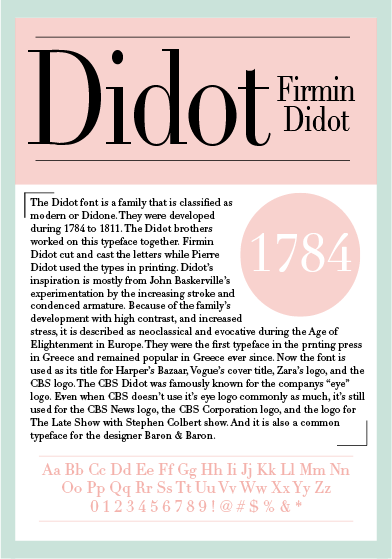 Didot
Firmin
Didot
The Didot font is a family that is classified as
modern or Didone. They were developed
during 1784 to 1811. The Didot brothers
worked on this typeface together. Firmin
Didot cut and cast the letters while Pierre
Didot used the types in printing. Didot's
inspiration is mostly from John Baskerville's
experimentation by the increasing stroke and
condensed armature. Because of the family's
development with high contrast, and increased
stress, it is described as neoclassical and evocative during the Age of
Elightenment in Europe. They were the first typeface in the prnting press
in Greece and remained popular in Greece ever since. Now the font is
used as its title for Harper's Bazaar, Vogue's cover title, Zara's logo, and the
CBS logo. The CBS Didot was famously known for the companys "eye"
logo. Even when CBS doesn't use it's eye logo commonly as much, it's still
used for the CBS News logo, the CBS Corporation logo, and the logo for
The Late Show with Stephen Colbert show. And it is also a common
typeface for the designer Baron & Baron.
1784
Aa Bb Cc Dd Ee Ff Gg Hh Ii Jj Kk Ll Mm Nn
Oo Pp Qq Rr Ss Tt Uu Vv Ww Xx Yy Zz
0 1 2 3 4 5 6 7 8 9 ! @ # $ % & *